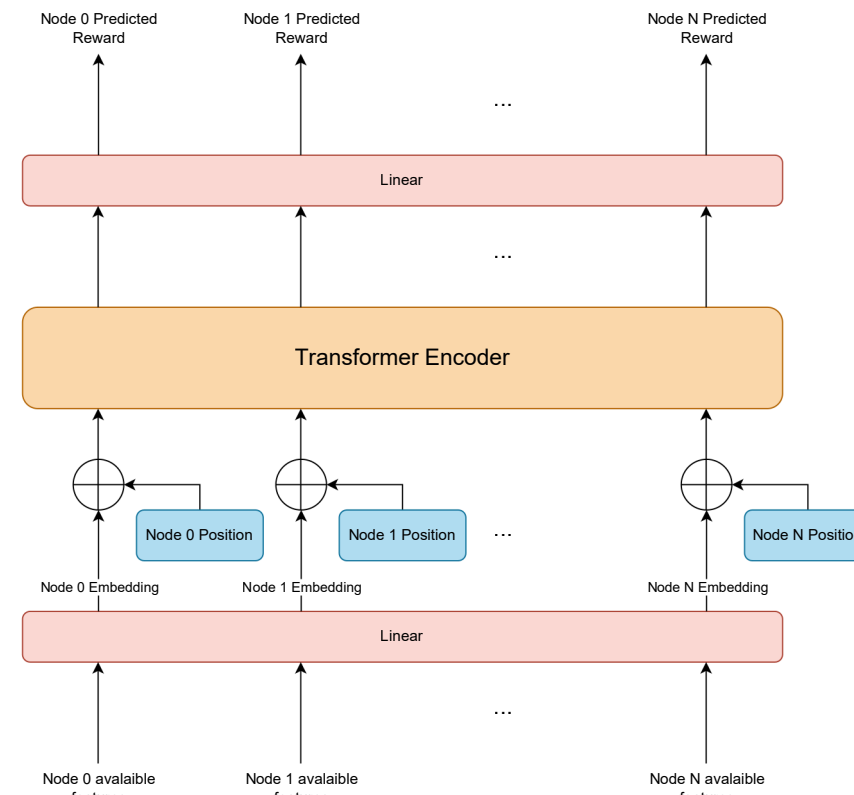 Node 0 Predicted
Reward
Node 1 Predicted
Reward
Node N Predicted
Reward
...
Linear
...
Transformer Encoder
Node 0 Position
Node 1 Position
...
Node N Positio
Node 0 Embedding
Node 1 Embedding
Node N Embedding
Linear
...
Node 0 avalaible
Node 1 avalaible
Node N avalaible